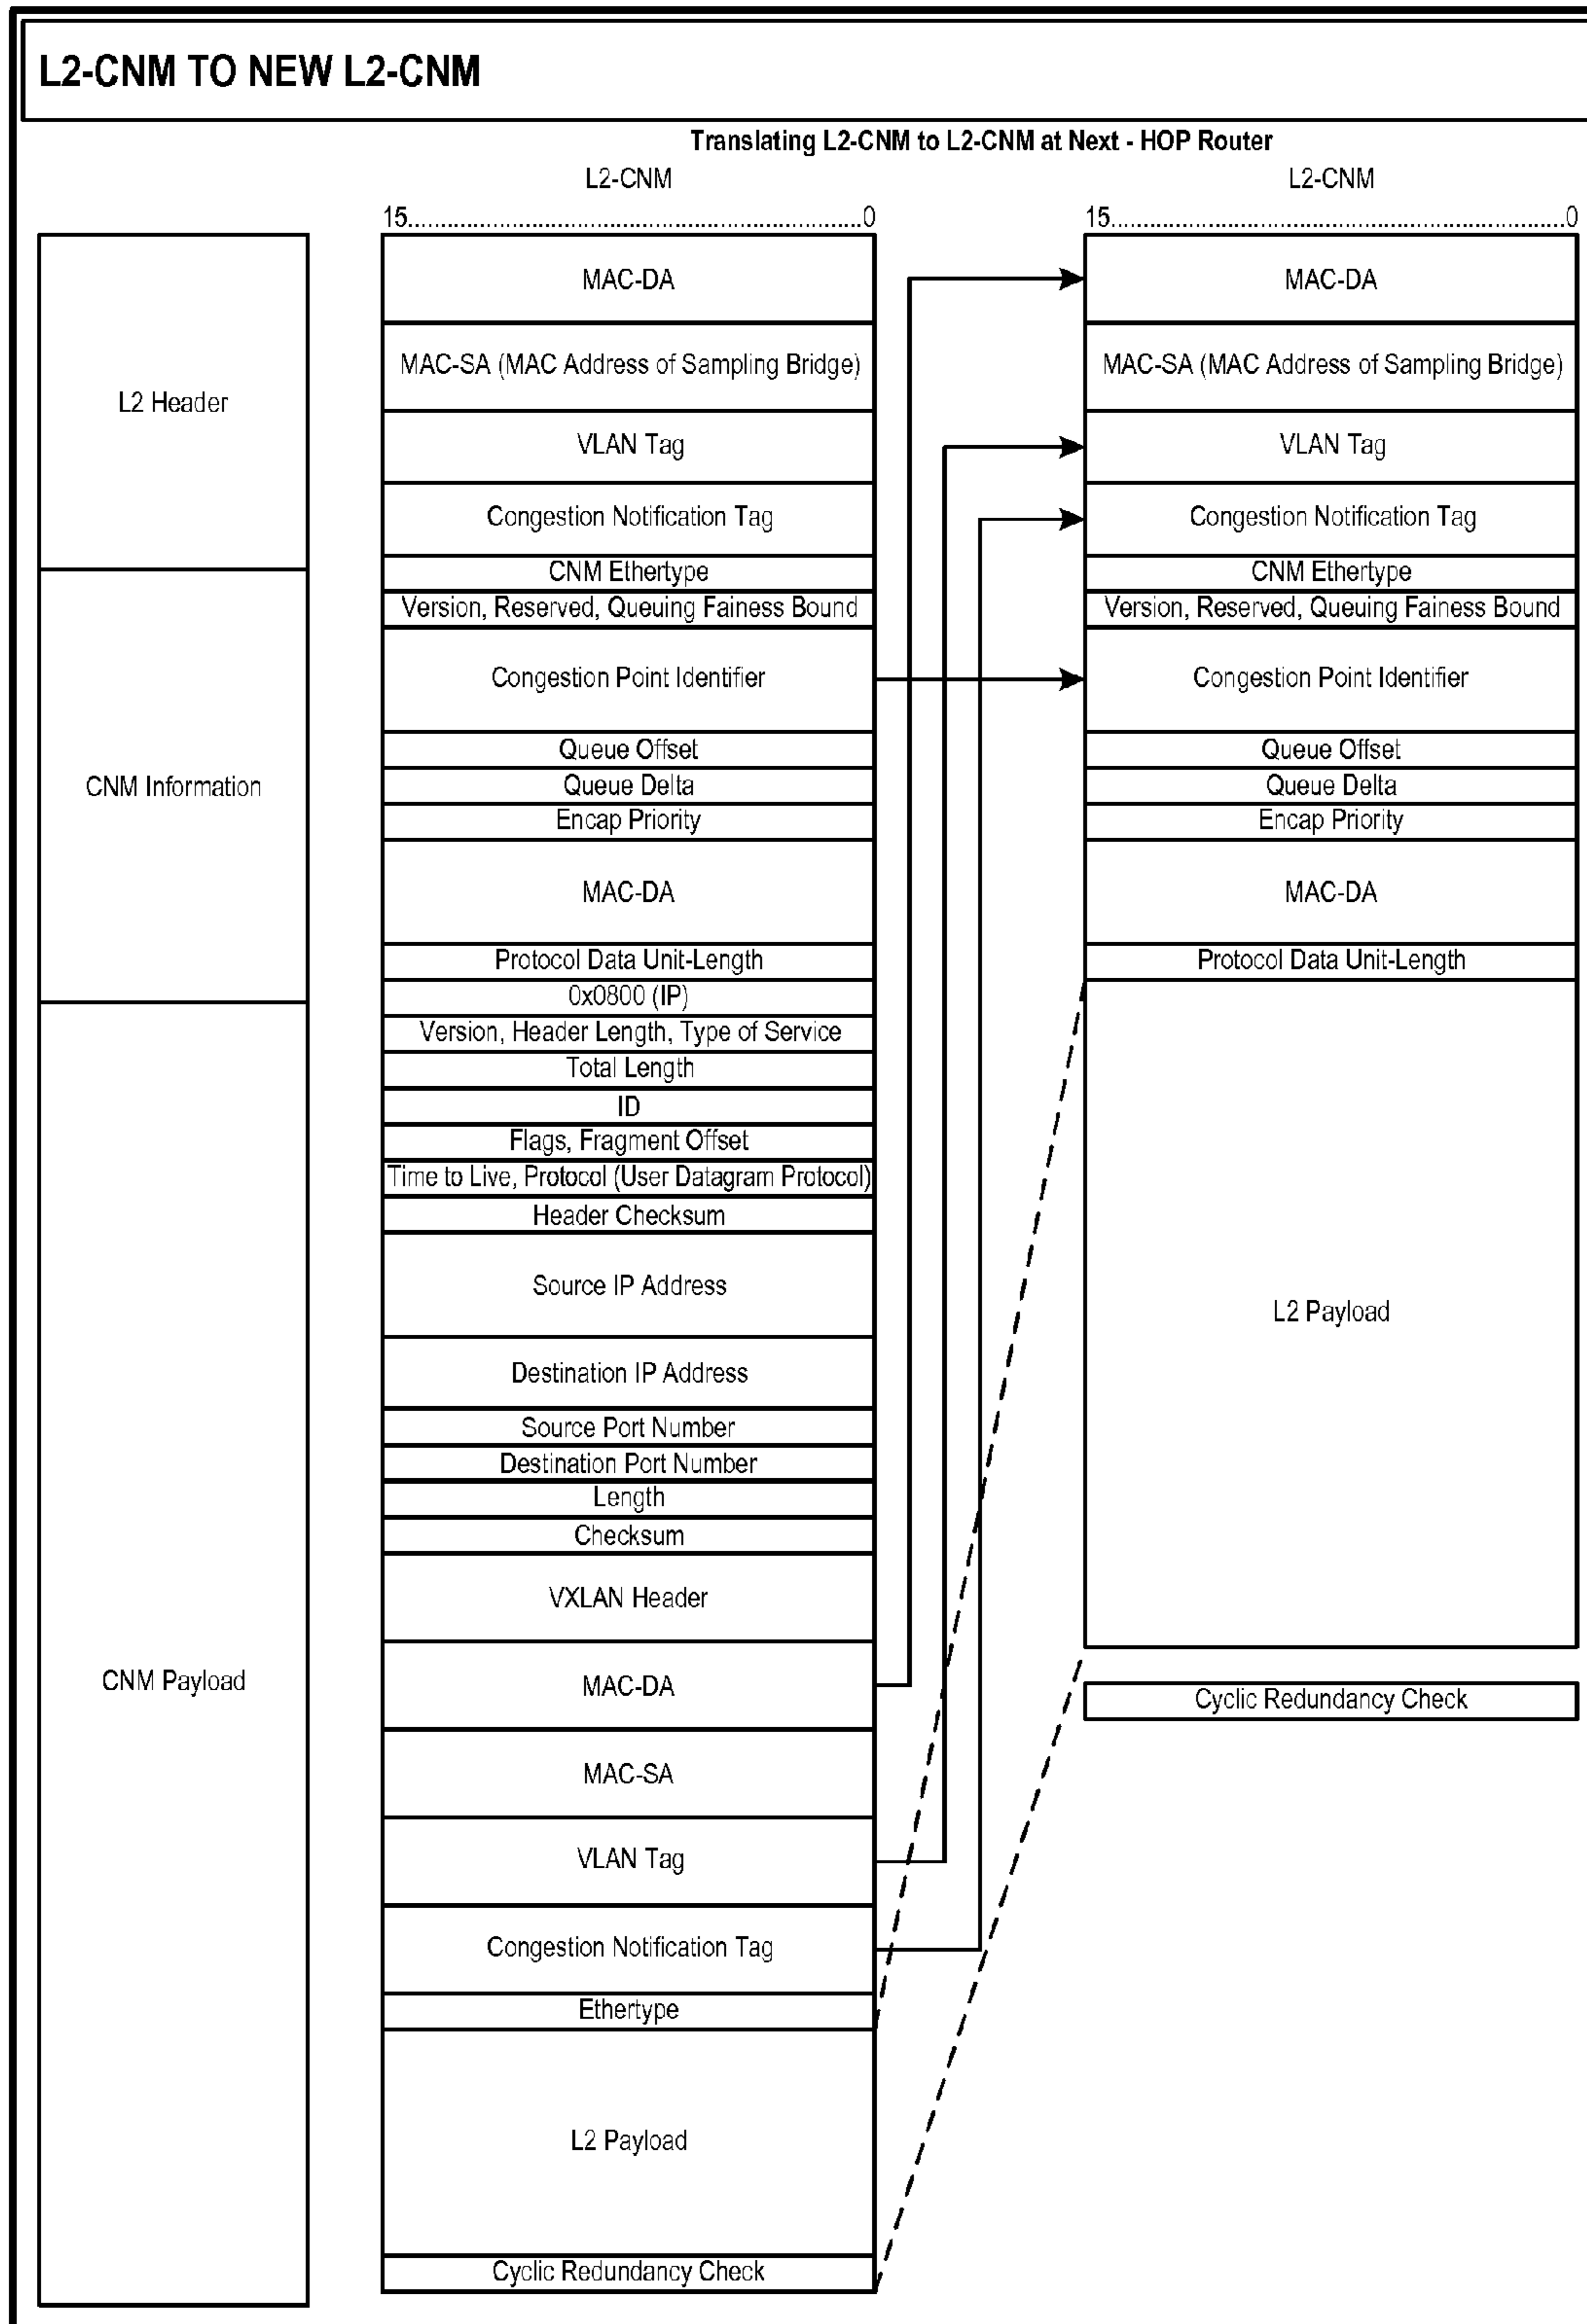 L2-CNM TO NEW L2-CNM
Translating L2-CNM to L2-CNM at Next - HOP Router
L2-CNM
15....................................................................0
L2-CNM
15....................................................................0
L2 Header
CNM Information
CNM Payload
MAC-DA
MAC-SA (MAC Address of Sampling Bridge)
VLAN Tag
Congestion Notification Tag
CNM Ethertype
Version, Reserved, Queuing Fainess Bound
Congestion Point Identifier
Queue Offset
Queue Delta
Encap Priority
MAC-DA
Protocol Data Unit-Length
0x0800 (IP)
Version, Header Length, Type of Service
Total Length
ID
Flags, Fragment Offset
Time to Live, Protocol (User Datagram Protocol)
Header Checksum
Source IP Address
Destination IP Address
Source Port Number
Destination Port Number
Length
Checksum
VXLAN Header
MAC-DA
MAC-SA
VLAN Tag
Congestion Notification Tag
Ethertype
L2 Payload
Cyclic Redundancy Check
MAC-DA
MAC-SA (MAC Address of Sampling Bridge)
VLAN Tag
Congestion Notification Tag
CNM Ethertype
Version, Reserved, Queuing Fainess Bound
Congestion Point Identifier
Queue Offset
Queue Delta
Encap Priority
MAC-DA
Protocol Data Unit-Length
L2 Payload
Cyclic Redundancy Check